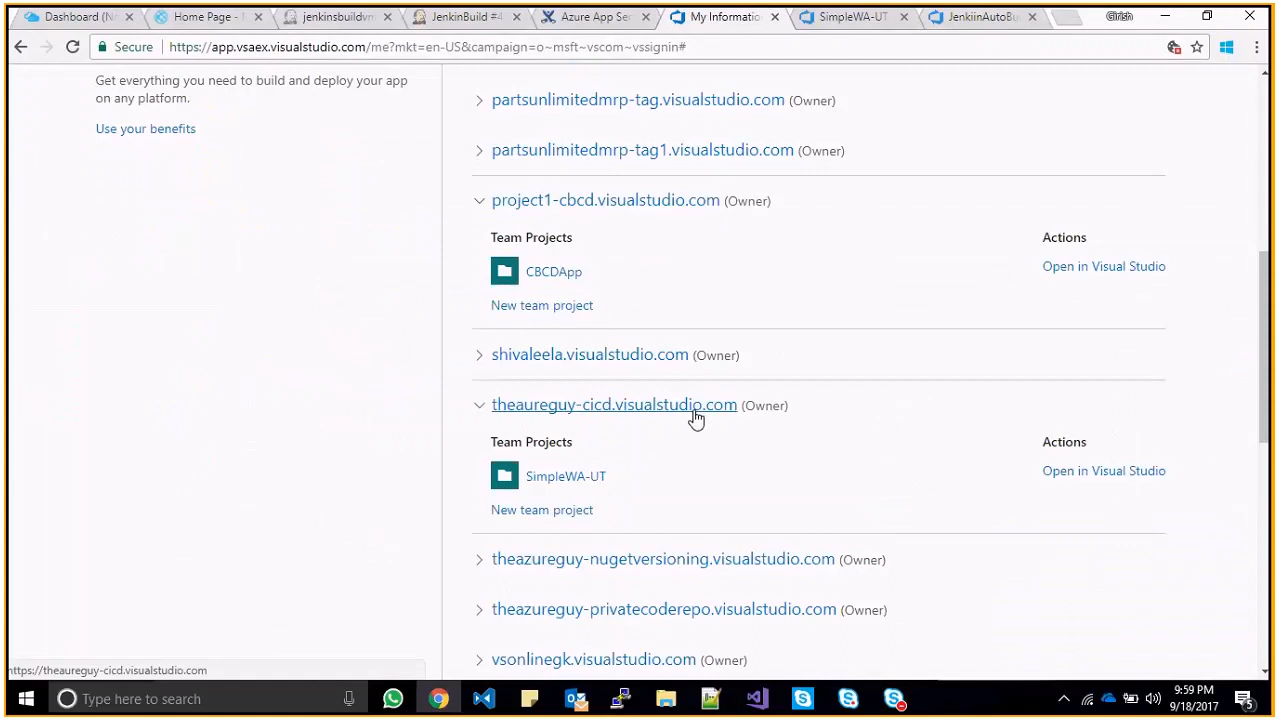 Dashboard (No
Home Page -
jenkinsbuildvm
JenkinBuild #4
Azure App Ser
My Informatio
SimpleWA-UT
JenkiinAutoBu
Girish
Secure
https://app.vsaex.visualstudio.com/me?mkt=en-US&campaign=o~msft~vscom~vssignin#
Get everything you need to build and deploy your app
on any platform.
Use your benefits
partsunlimitedmrp-tag.visualstudio.com (Owner)
partsunlimitedmrp-tag1.visualstudio.com (Owner)
project1-cbcd.visualstudio.com (Owner)
Team Projects
Actions
CBCDApp
Open in Visual Studio
New team project
shivaleela.visualstudio.com (Owner)
theaureguy-cicd.visualstudio.com (Owner)
Team Projects
Actions
SimpleWA-UT
Open in Visual Studio
New team project
theazureguy-nugetversioning.visualstudio.com (Owner)
theazureguy-privatecoderepo.visualstudio.com (Owner)
vsonlinegk.visualstudio.com (Owner)
https://theaureguy-cicd.visualstudio.com
Type here to search
9:59 PM
9/18/2017
5